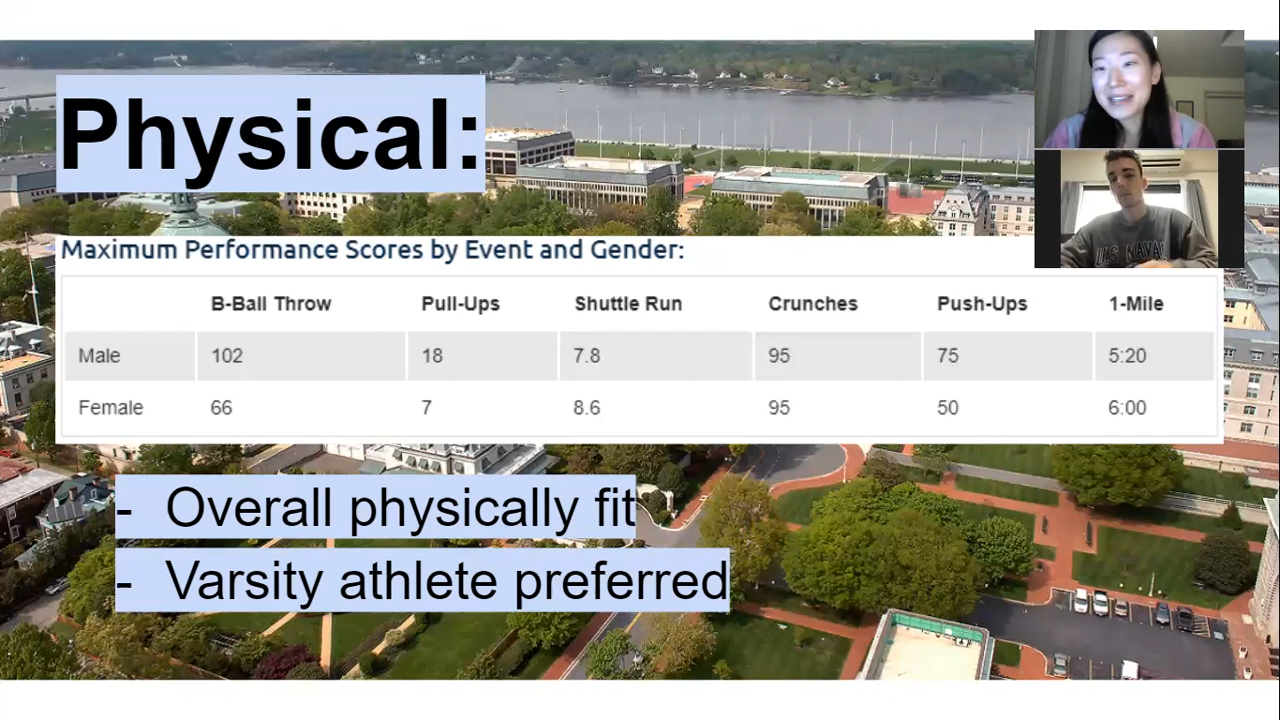 Physical:
Maximum Performance Scores by Event and Gender:
B-Ball Throw Pull-Ups Shuttle Run Crunches Push-Ups 1-Mile
Male 102 18 7.8 95 75 5:20
Female 66 7 8.6 95 50 6:00
- Overall physically fit
- Varsity athlete preferred
U.S. NAVAL